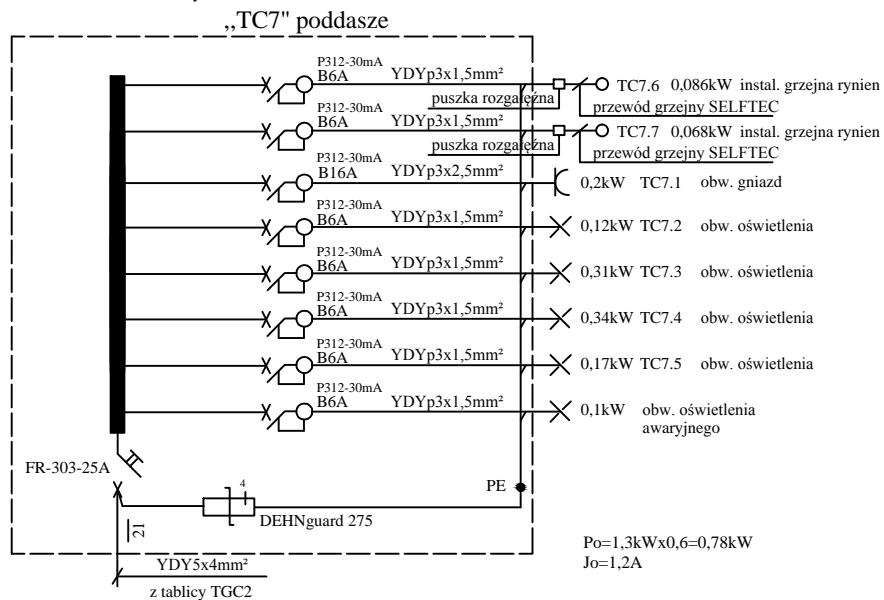 ,,TC7" poddasze
P312-30mA
B6A YDYp3x1,5mm²
TC7.6 0,086kW instal. grzejna rynien
puszka rozgałęźna
przewód grzejny SELFTEC
P312-30mA
B6A YDYp3x1,5mm²
TC7.7 0,068kW instal. grzejna rynien
puszka rozgałęźna
przewód grzejny SELFTEC
P312-30mA
B16A YDYp3x2,5mm²
0,2kW TC7.1 obw. gniazd
P312-30mA
B6A YDYp3x1,5mm²
0,12kW TC7.2 obw. oświetlenia
P312-30mA
B6A YDYp3x1,5mm²
0,31kW TC7.3 obw. oświetlenia
P312-30mA
B6A YDYp3x1,5mm²
0,34kW TC7.4 obw. oświetlenia
P312-30mA
B6A YDYp3x1,5mm²
0,17kW TC7.5 obw. oświetlenia
P312-30mA
B6A YDYp3x1,5mm²
0,1kW obw. oświetlenia
awaryjnego
FR-303-25A
4
PE
DEHNguard 275
21
YDY5x4mm²
z tablicy TGC2
Po=1,3kWx0,6=0,78kW
Jo=1,2A